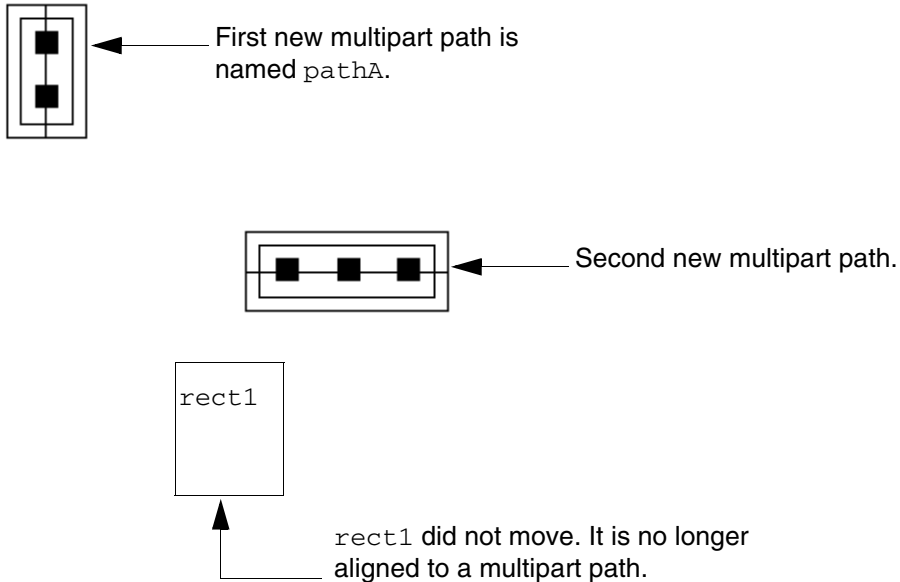 First new multipart path is
named pathA.
Second new multipart path.
rect1
rect1 did not move. It is no longer
aligned to a multipart path.